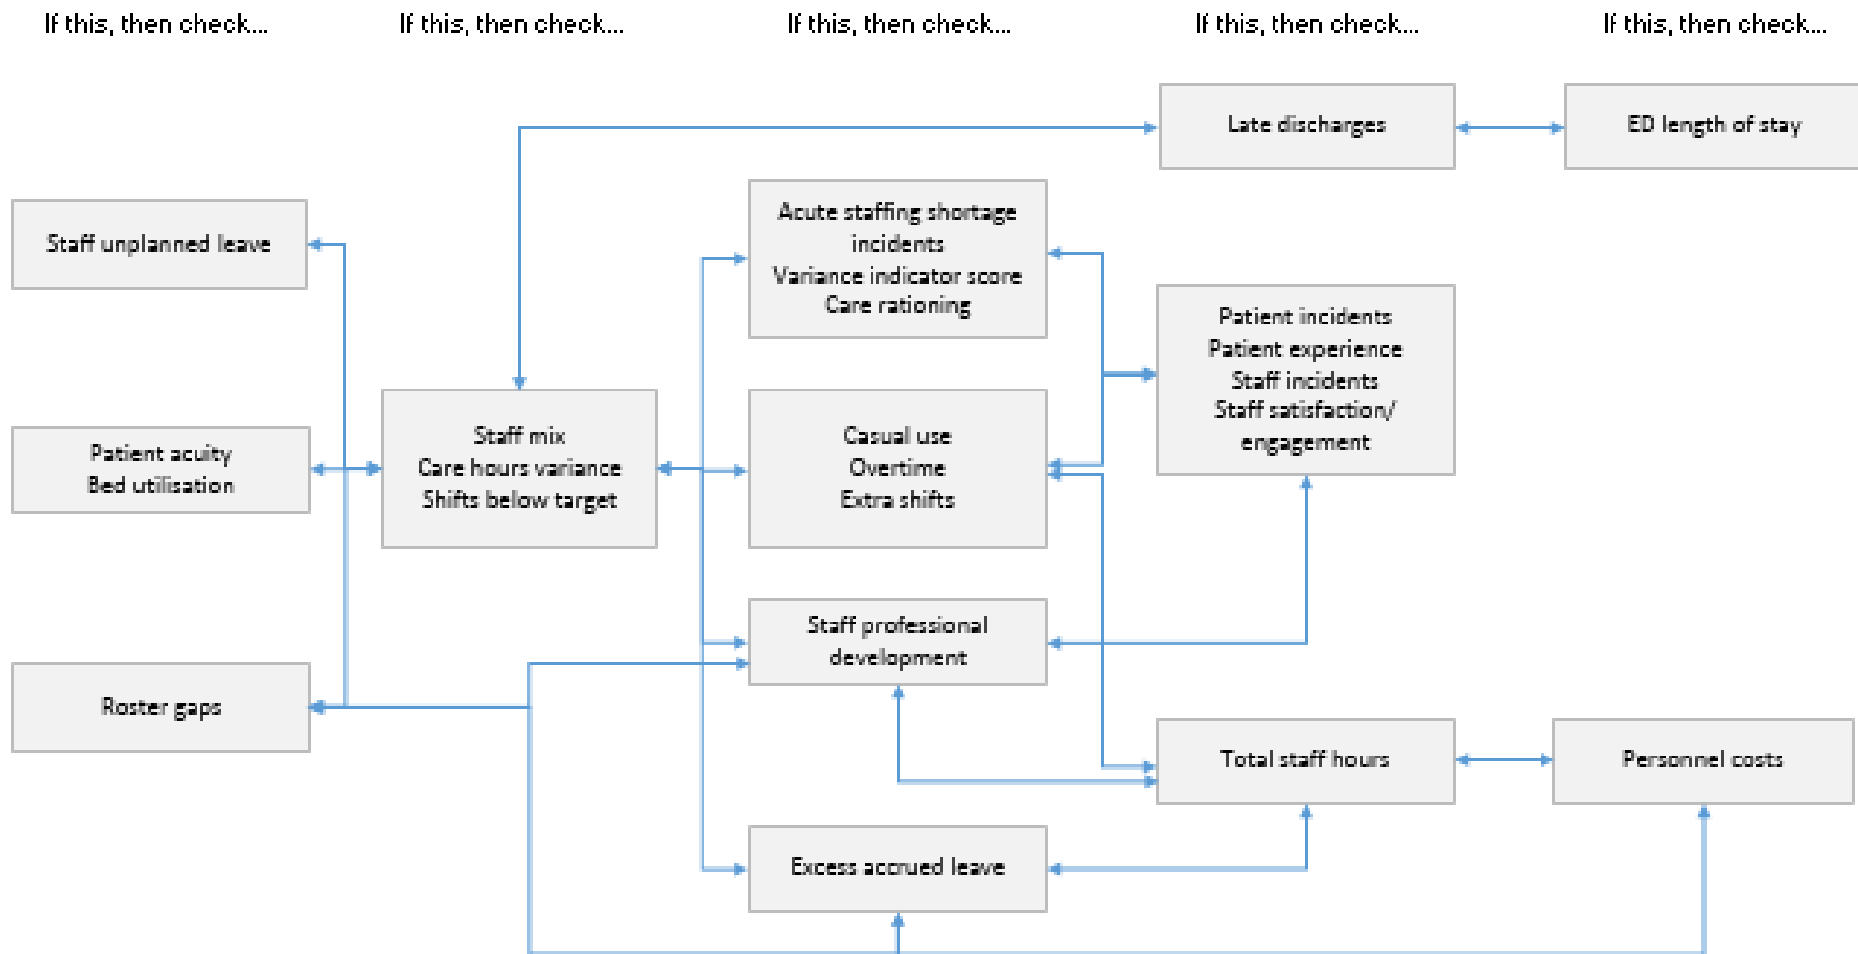 If this, then check...
If this, then check...
If this, then check...
If this, then check...
If this, then check...
Late discharges
ED length of stay
Staff unplanned leave
Acute staffing shortage
incidents
Variance indicator score
Care rationing
Patient incidents
Patient experience
Staff incidents
Staff satisfaction/
engagement
Patient acuity
Bed utilisation
Staff mix
Care hours variance
Shifts below target
Casual use
Overtime
Extra shifts
Staff professional
development
Roster gaps
Total staff hours
Personnel costs
Excess accrued leave